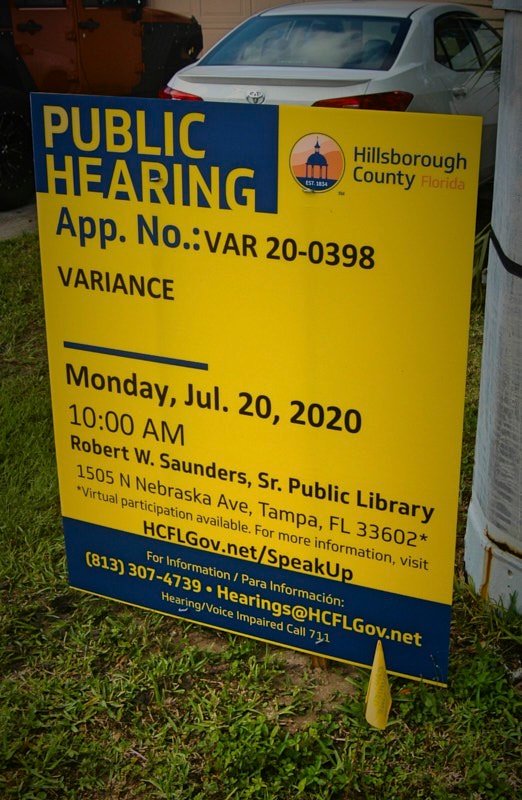 PUBLIC
HEARING
EST. 1834
TM
Hillsborough
County Florida
App. No.: VAR 20-0398
VARIANCE
Monday, Jul. 20, 2020
10:00 AM
Robert W. Saunders, Sr. Public Library
1505 N Nebraska Ave, Tampa, FL 33602*
*Virtual participation available. For more information, visit
HCFLGov.net/SpeakUp
For Information / Para Información:
(813) 307-4739 • Hearings@HCFLGov.net
Hearing/Voice Impaired Call 711